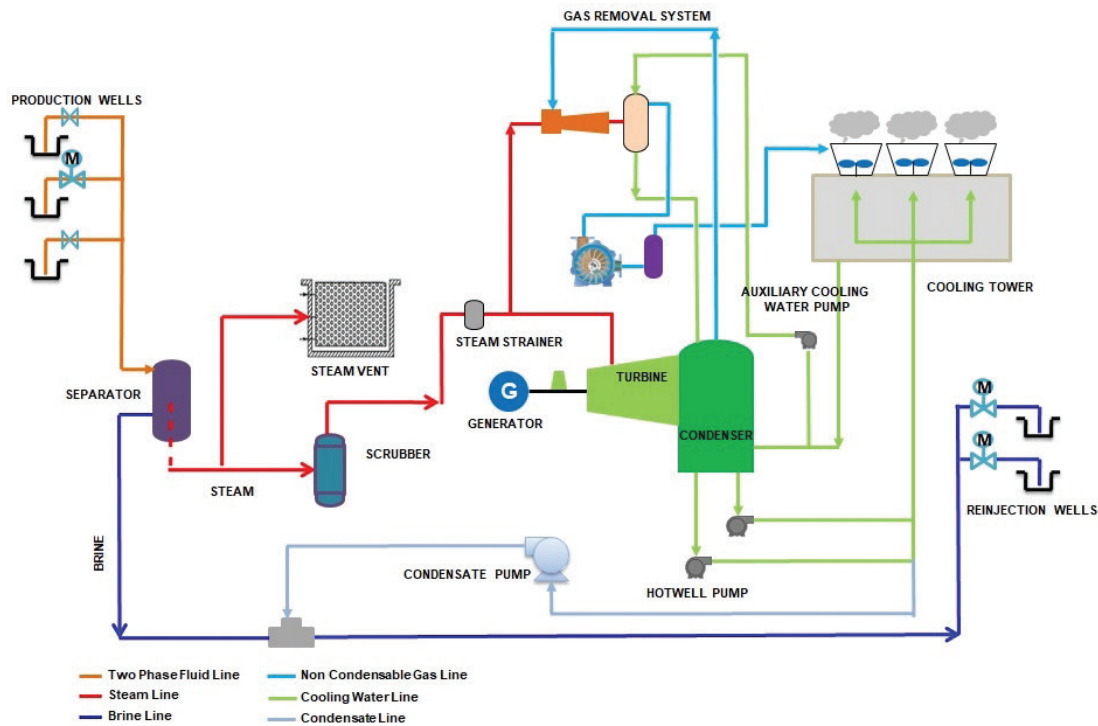 GAS REMOVAL SYSTEM
PRODUCTION WELLS
M
AUXILIARY COOLING
WATER PUMP
COOLING TOWER
STEAM STRAINER
STEAM VENT
TURBINE
SEPARATOR
G
GENERATOR
M
CONDENSER
M
SCRUBBER
STEAM
REINJECTION WELLS
BRINE
CONDENSATE PUMP
HOTWELL PUMP
Two Phase Fluid Line
Steam Line
Brine Line
Non Condensable Gas Line
Cooling Water Line
Condensate Line